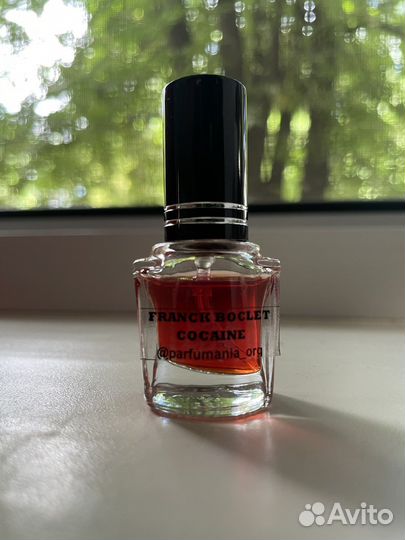 FRANCK BOCLET
COCAINE
@parfumania_org
Avito